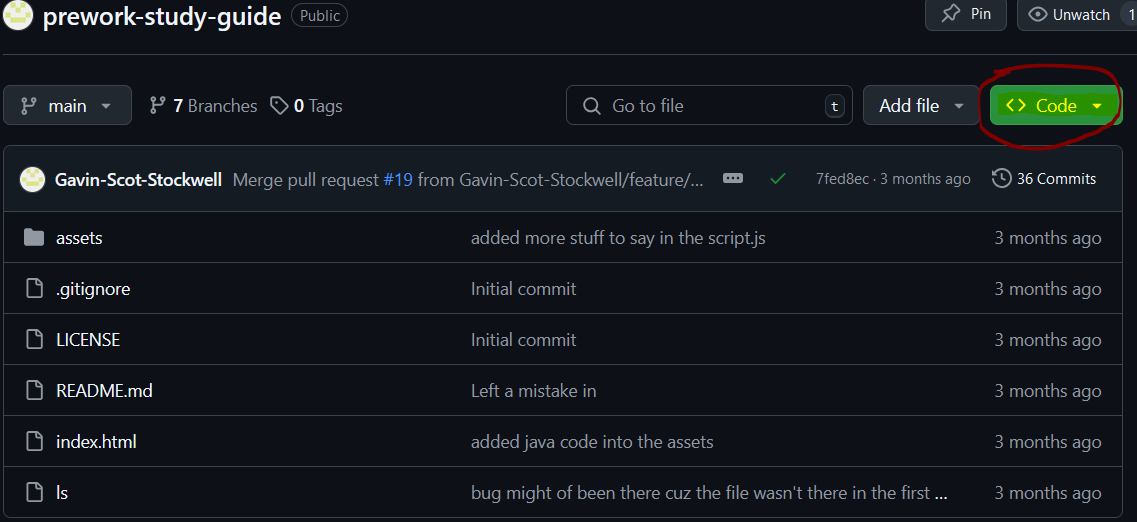 prework-study-guide Public Pin Unwatch 1
main 7 Branches 0 Tags Go to file t Add file Code
Gavin-Scot-Stockwell Merge pull request #19 from Gavin-Scot-Stockwell/feature/... 7fed8ec · 3 months ago 36 Commits
assets added more stuff to say in the script.js 3 months ago
.gitignore Initial commit 3 months ago
LICENSE Initial commit 3 months ago
README.md Left a mistake in 3 months ago
index.html added java code into the assets 3 months ago
ls bug might of been there cuz the file wasn't there in the first ... 3 months ago